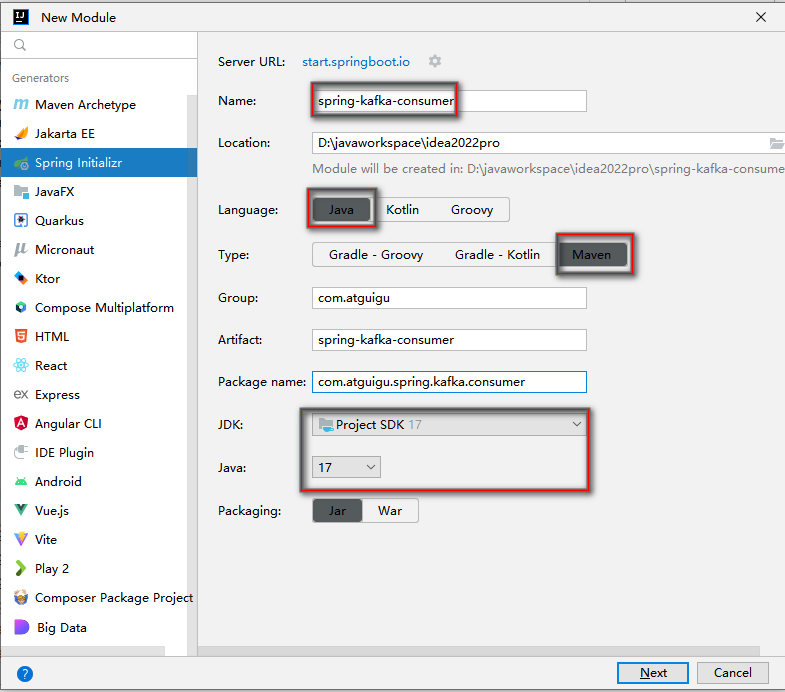 New Module
Server URL: start.springboot.io
Generators
Name: spring-kafka-consumer
Maven Archetype
Jakarta EE
Location: D:\javaworkspace\idea2022pro
Spring Initializr
Module will be created in: D:\javaworkspace\idea2022pro\spring-kafka-consume
JavaFX
Language: Java Kotlin Groovy
Quarkus
Micronaut
Type: Gradle - Groovy Gradle - Kotlin Maven
Ktor
Group: com.atguigu
Compose Multiplatform
HTML
Artifact: spring-kafka-consumer
React
Package name: com.atguigu.spring.kafka.consumer
ex Express
Angular CLI
JDK: Project SDK 17
IDE Plugin
Java: 17
Android
Vue.js
Packaging: Jar War
Vite
Play 2
Composer Package Project
Big Data
? Next Cancel